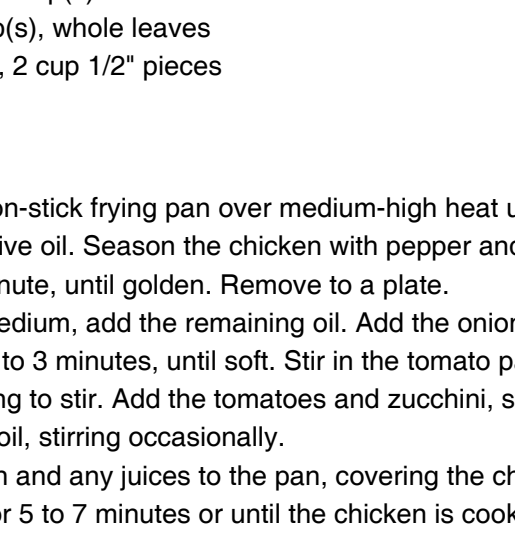 (s), whole leaves
, 2 cup 1/2" pieces
on-stick frying pan over medium-high heat u
ive oil. Season the chicken with pepper and
nute, until golden. Remove to a plate.
edium, add the remaining oil. Add the onion
to 3 minutes, until soft. Stir in the tomato p
ng to stir. Add the tomatoes and zucchini, s
oil, stirring occasionally.
n and any juices to the pan, covering the ch
or 5 to 7 minutes or until the chicken is cook